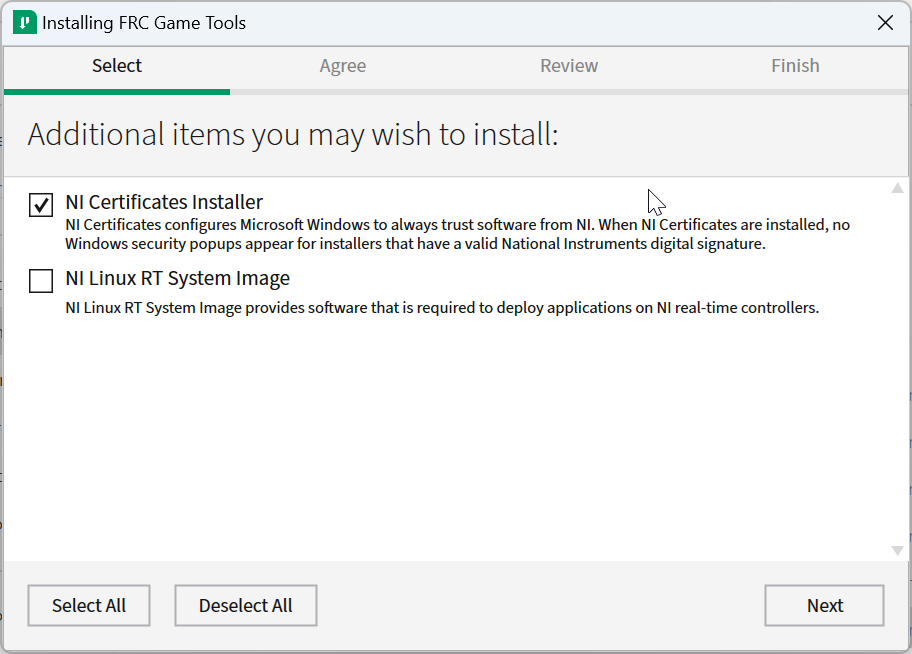 Installing FRC Game Tools
Select Agree Review Finish
Additional items you may wish to install:
NI Certificates Installer
NI Certificates configures Microsoft Windows to always trust software from NI. When NI Certificates are installed, no
Windows security popups appear for installers that have a valid National Instruments digital signature.
NI Linux RT System Image
NI Linux RT System Image provides software that is required to deploy applications on NI real-time controllers.
Select All Deselect All Next